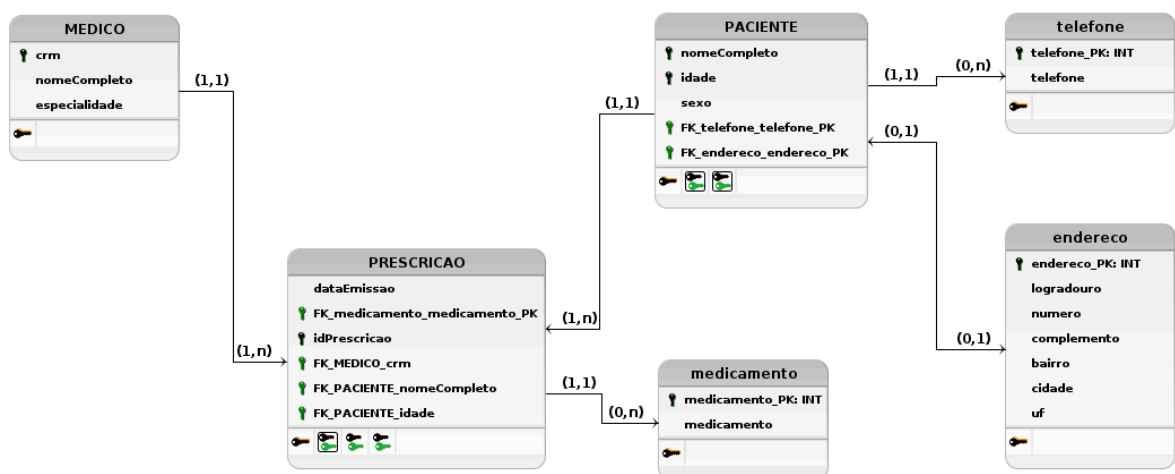 MEDICO
crm
nomeCompleto
especialidade
(1,1)
(1,n)
PACIENTE
nomeCompleto
idade
sexo
FK_telefone_telefone_PK
FK_endereco_endereco_PK
(1,1)
(0,n)
(1,1)
(0,1)
(1,n)
(0,1)
telefone
telefone_PK: INT
telefone
endereco
endereco_PK: INT
logradouro
numero
complemento
bairro
cidade
uf
PRESCRICAO
dataEmissao
FK_medicamento_medicamento_PK
idPrescricao
FK_MEDICO_crm
FK_PACIENTE_nomeCompleto
FK_PACIENTE_idade
(1,1)
(0,n)
medicamento
medicamento_PK: INT
medicamento